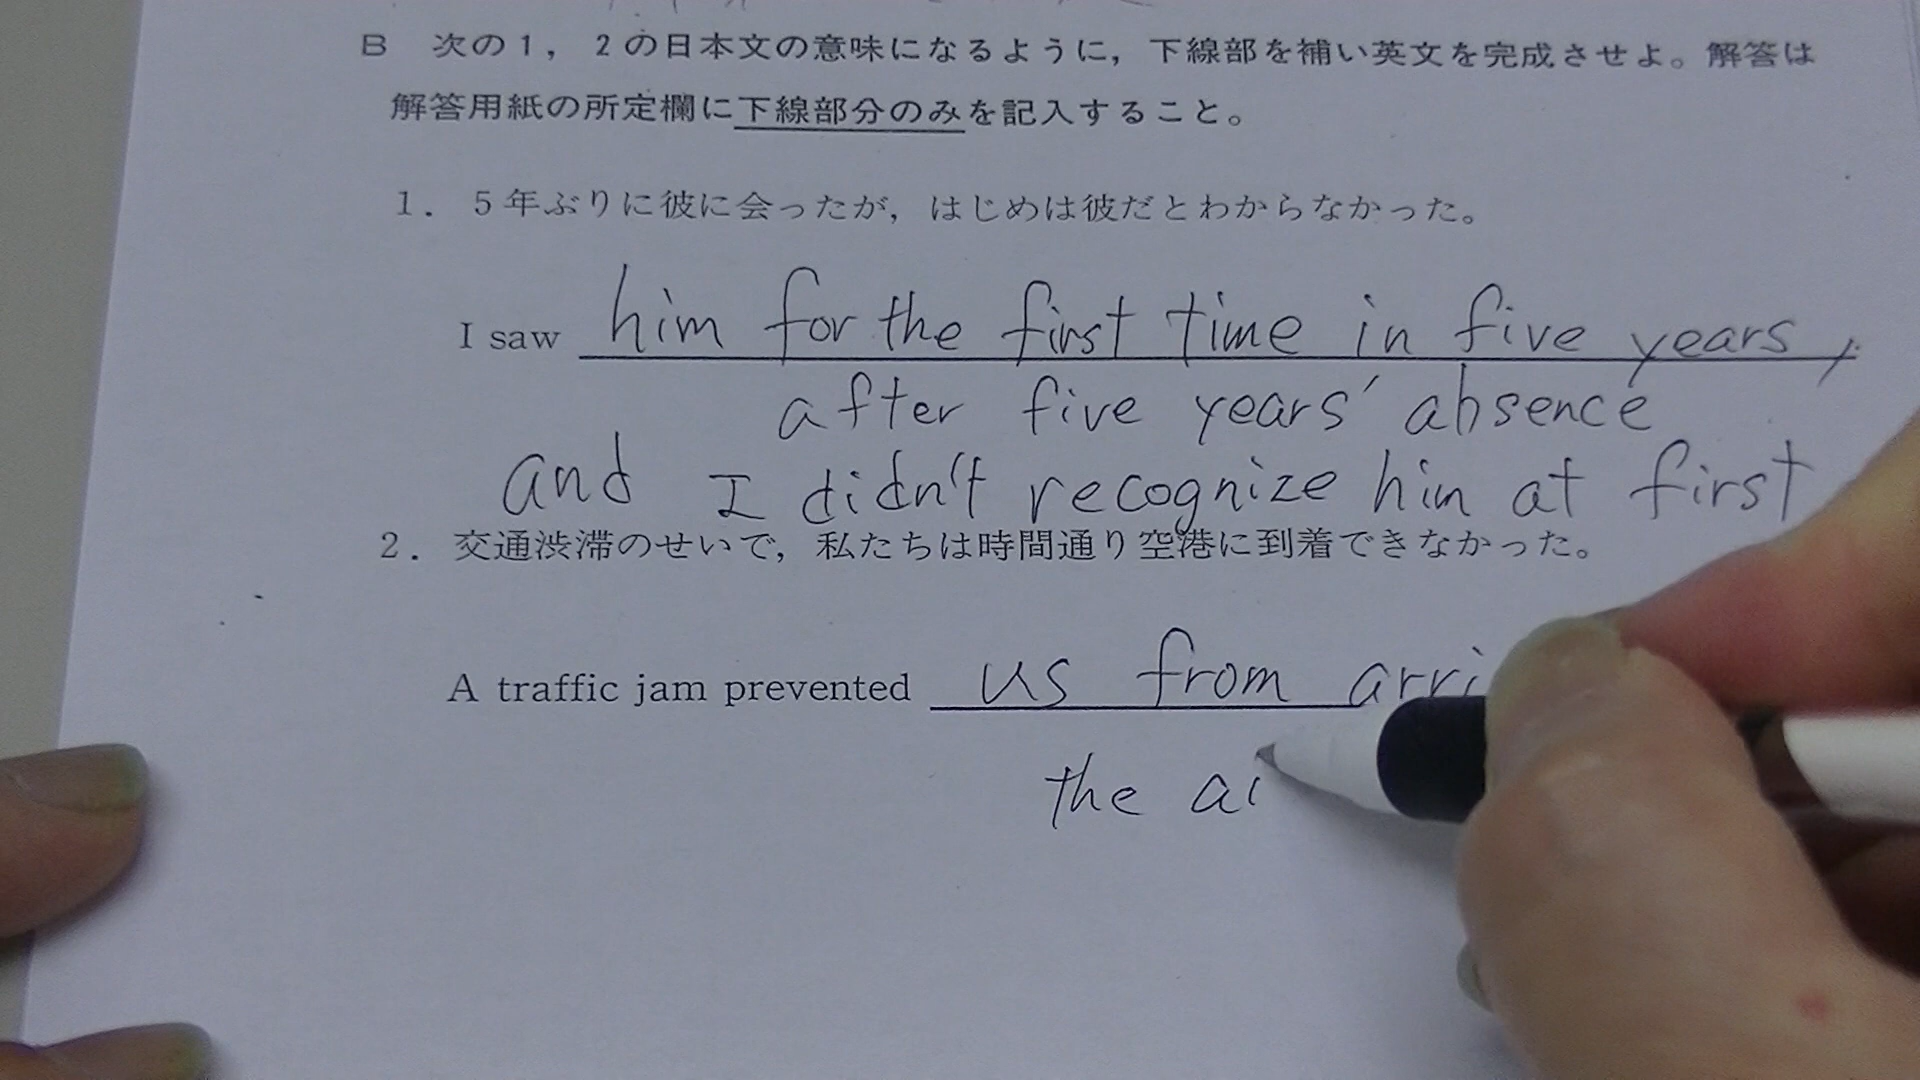 B 次の1，2の日本文の意味になるように，下線部を補い英文を完成させよ。解答は
解答用紙の所定欄に下線部分のみを記入すること。
1． 5年ぶりに彼に会ったが，はじめは彼だとわからなかった。
I saw him for the first time in five years,
after five years' absence
and I didn't recognize him at first
2．交通渋滞のせいで，私たちは時間通り空港に到着できなかった。
A traffic jam prevented us from arri
the ai